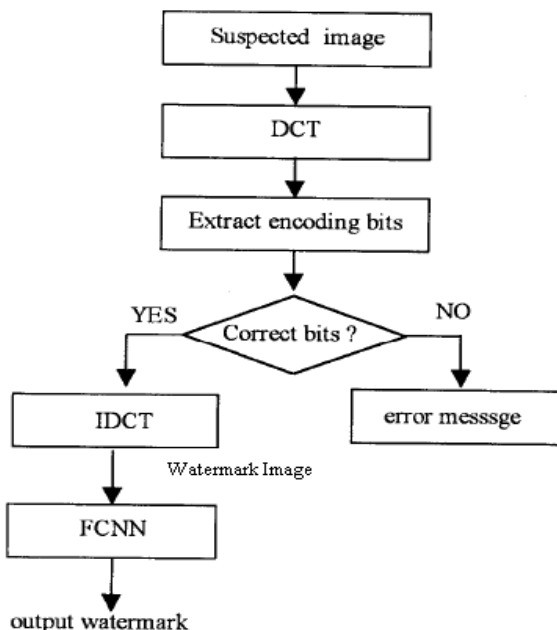 Suspected image
DCT
Extract encoding bits
YES
NO
Correct bits ?
IDCT
error messsge
Watermark Image
FCNN
output watermark